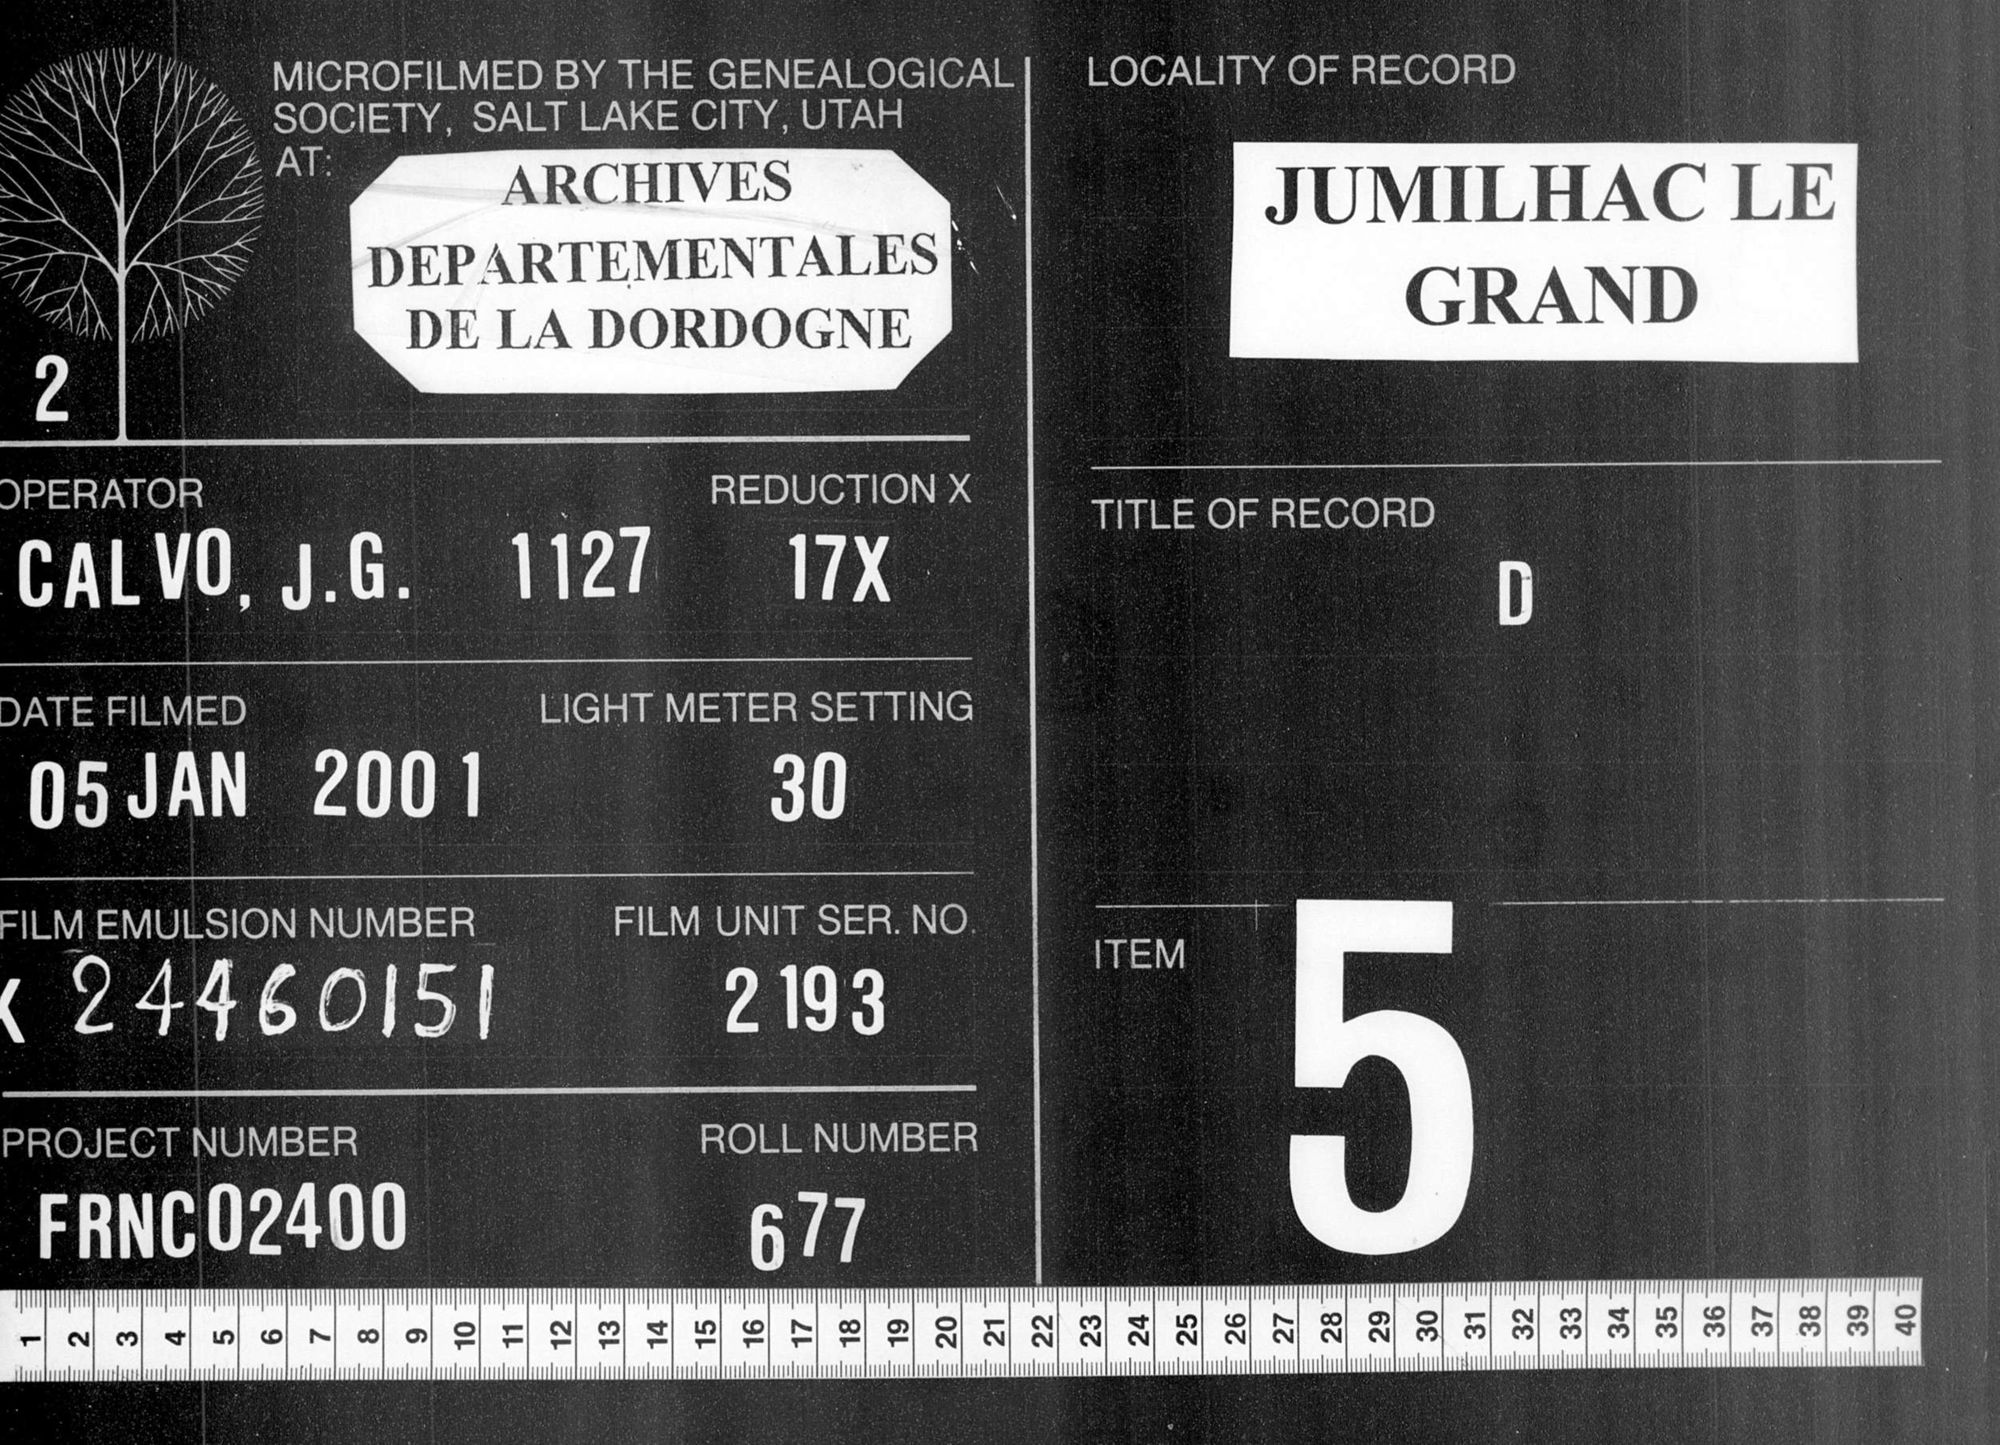 MICROFILMED BY THE GENEALOGICAL
SOCIETY, SALT LAKE CITY, UTAH
AT:
ARCHIVES
DEPARTEMENTALES
DE LA DORDOGNE
2
OPERATOR REDUCTION X
CALVO, J.G. 1127 17X
DATE FILMED LIGHT METER SETTING
05 JAN 2001 30
FILM EMULSION NUMBER FILM UNIT SER. NO.
24460151 2193
PROJECT NUMBER ROLL NUMBER
FRNC02400 677
LOCALITY OF RECORD
JUMILHAC LE
GRAND
TITLE OF RECORD
D
ITEM
5
1 2 3 4 5 6 7 8 9 10 11 12 13 14 15 16 17 18 19 20 21 22 23 24 25 26 27 28 29 30 31 32 33 34 35 36 37 38 39 40